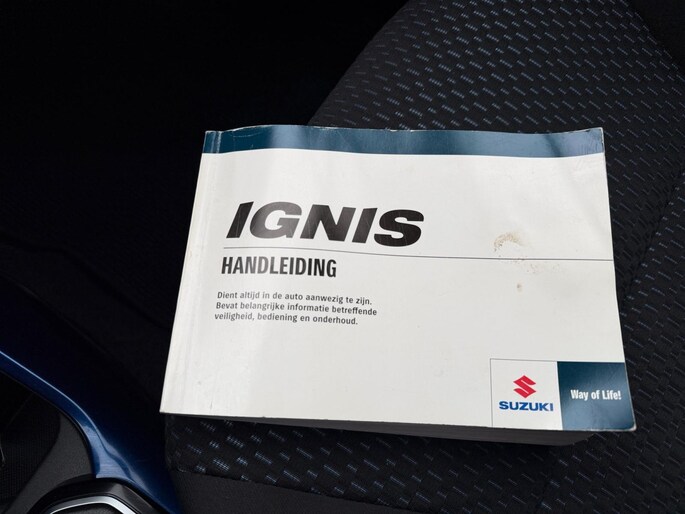 IGNIS
HANDLEIDING
Dient altijd in de auto aanwezig te zijn.
Bevat belangrijke informatie betreffende
veiligheid, bediening en onderhoud.
SUZUKI
Way of Life!